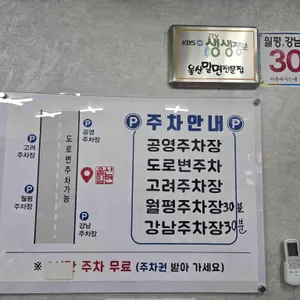 KBS 2TV 생생정보
울산밀면전문점
월평,강남
30
주차안내
공영주차장
도로변주차
고려주차장
월평주차장30분
강남주차장30분
공영
주차장
고려
주차장
도로변주차가능
월평
주차장
강남
주차장
주차 무료 (주차권 받아 가세요)